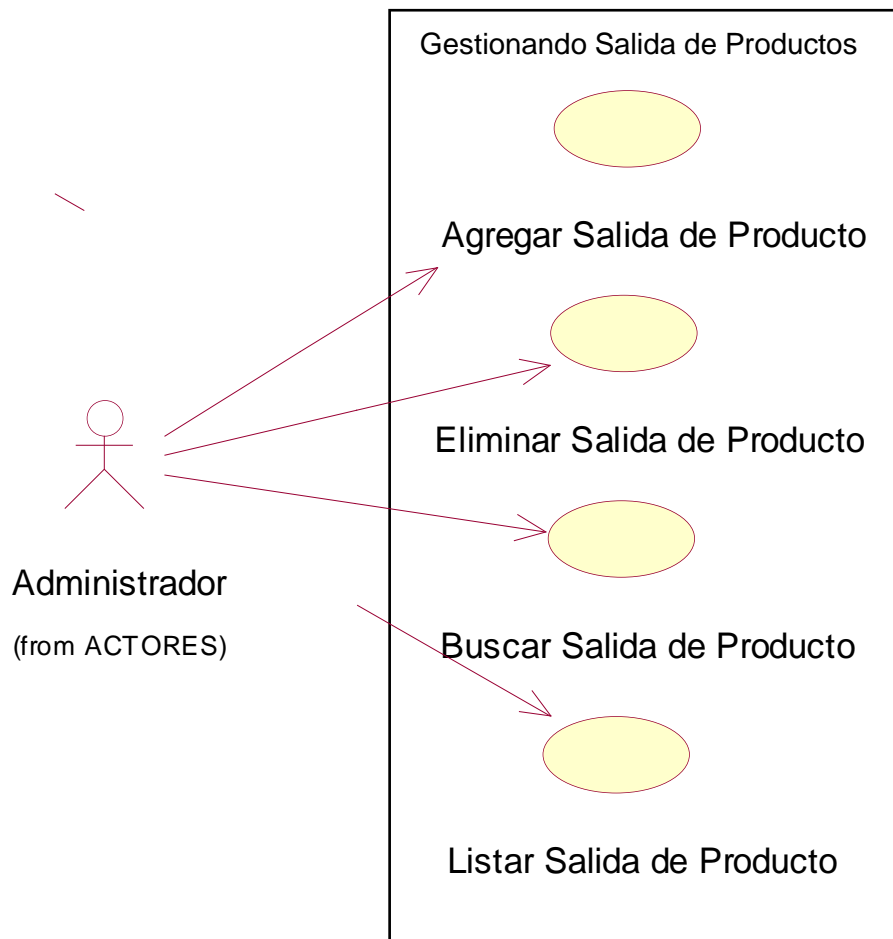 Gestionando Salida de Productos
Agregar Salida de Producto
Eliminar Salida de Producto
Administrador
(from ACTORES)
Buscar Salida de Producto
Listar Salida de Producto